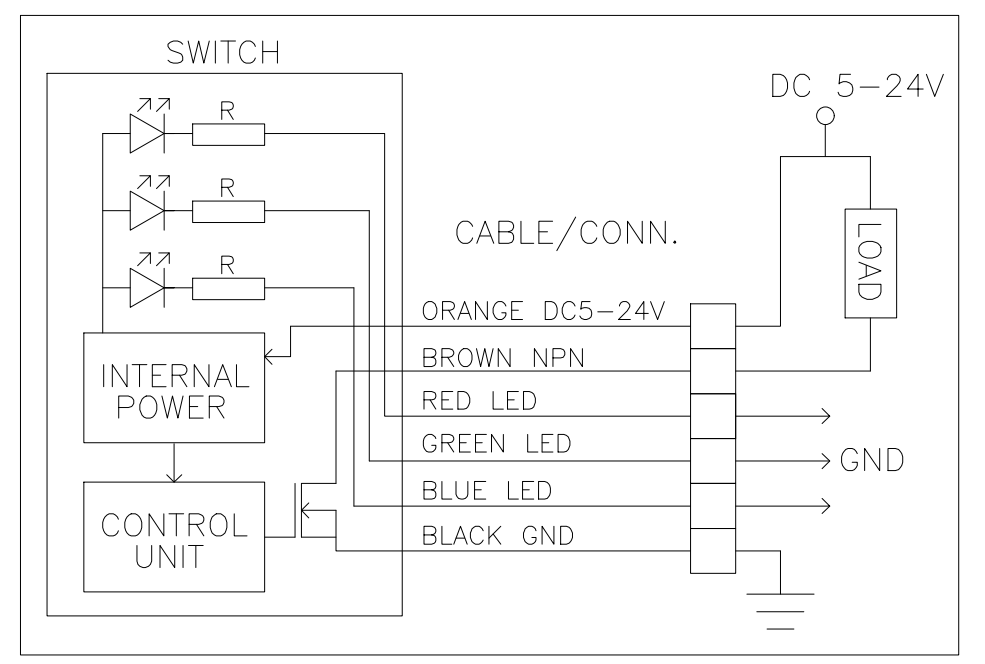 SWITCH
DC 5-24V
R
R
R
CABLE/CONN.
LOAD
ORANGE DC5-24V
BROWN NPN
RED LED
GREEN LED
BLUE LED
BLACK GND
GND
INTERNAL
POWER
CONTROL
UNIT